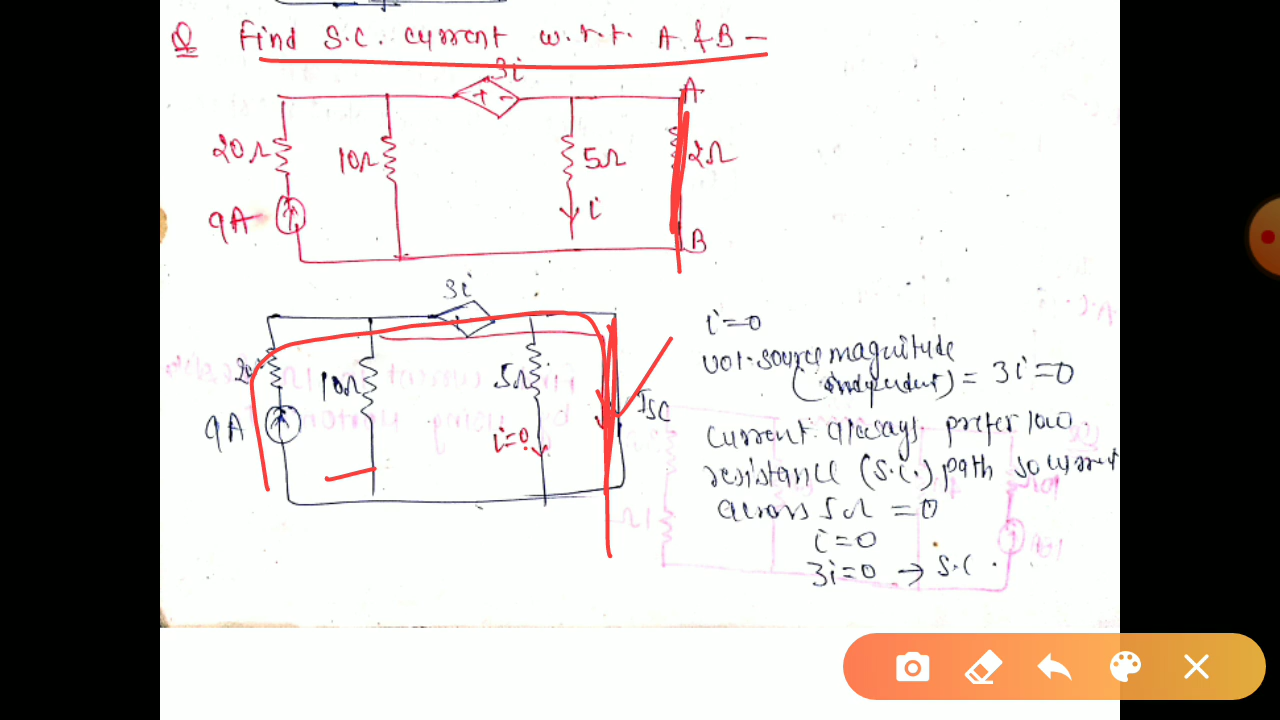 Q Find S.C. current w.r.t. A & B —
3i
+ -
A
20Ω
10Ω
5Ω
2Ω
9A
i
B
3i
+
20
10Ω
5Ω
9A
i=0
ISC
i=0
vol. source magnitude
(dependent) = 3i=0
current always prefer low
resistance (S.C.) path so current
across 5Ω =0
i=0
3i=0 → S.C.